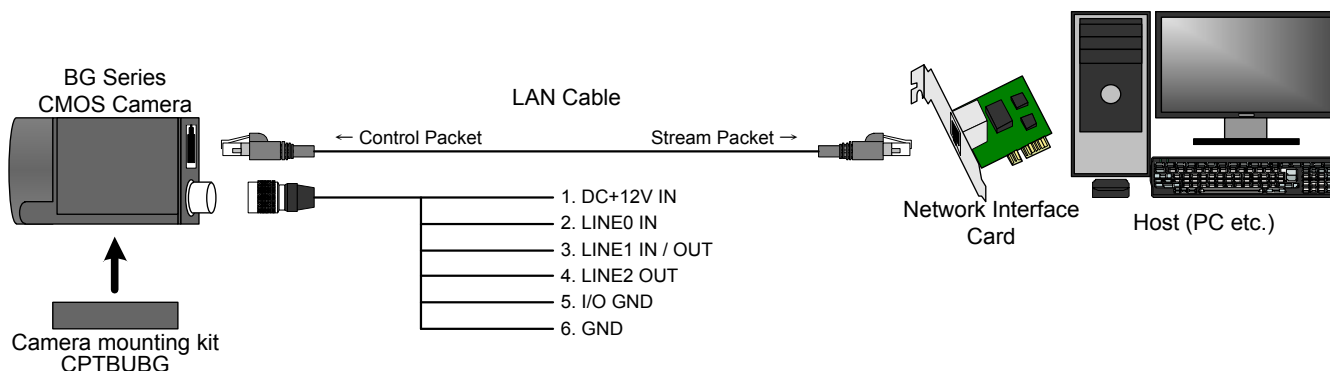 BG Series
CMOS Camera
LAN Cable
← Control Packet
Stream Packet →
1. DC+12V IN
2. LINE0 IN
3. LINE1 IN / OUT
4. LINE2 OUT
5. I/O GND
6. GND
Network Interface
Card
Host (PC etc.)
Camera mounting kit
CPTBUBG